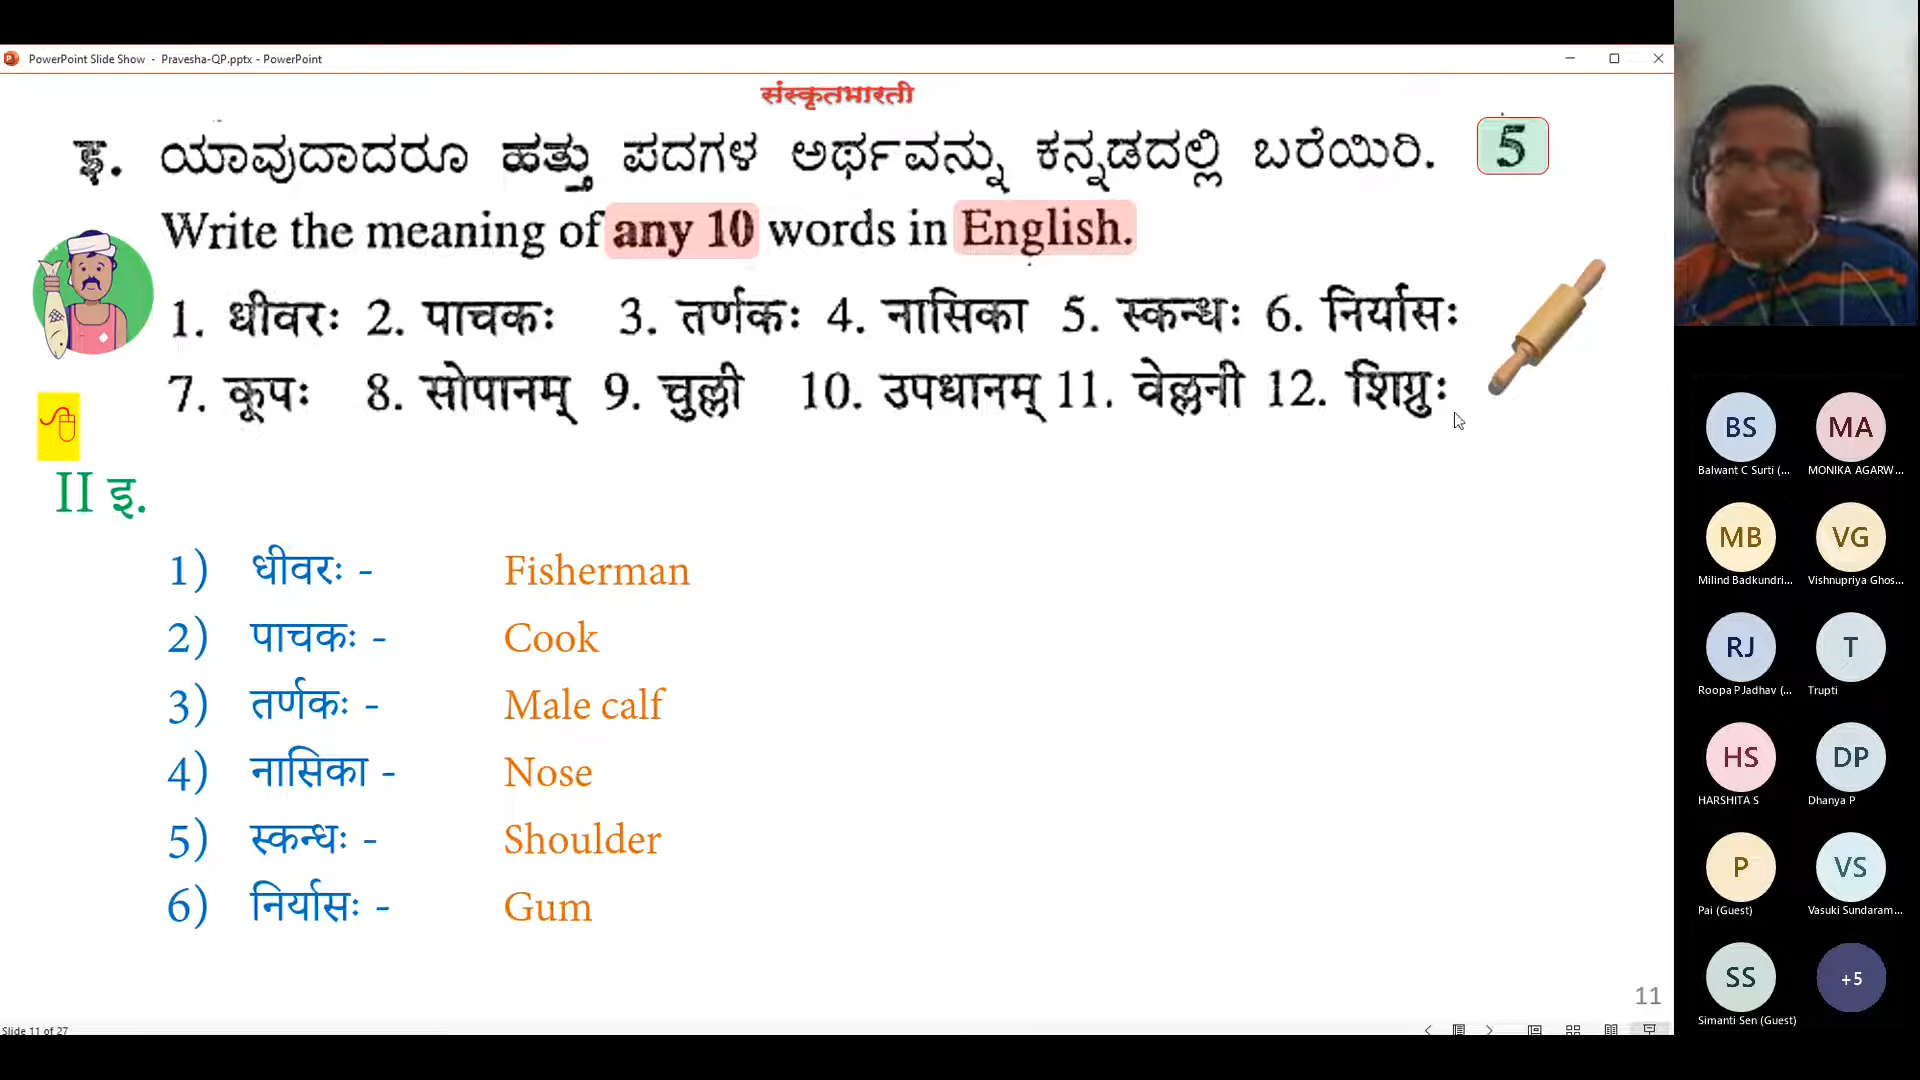 PowerPoint Slide Show - Pravesha-QP.pptx - PowerPoint
संस्कृतभारती
इ. ಯಾವುದಾದರೂ ಹತ್ತು ಪದಗಳ ಅರ್ಥವನ್ನು ಕನ್ನಡದಲ್ಲಿ ಬರೆಯಿರಿ. 5
Write the meaning of any 10 words in English.
1. धीवरः 2. पाचकः 3. तर्णकः 4. नासिका 5. स्कन्धः 6. निर्यासः
7. कूपः 8. सोपानम् 9. चुल्ली 10. उपधानम् 11. वेल्लनी 12. शिग्रुः
II इ.
1) धीवरः - Fisherman
2) पाचकः - Cook
3) तर्णकः - Male calf
4) नासिका - Nose
5) स्कन्धः - Shoulder
6) निर्यासः - Gum
11
Slide 11 of 27
BS MA
Balwant C Surti (... MONIKA AGARW...
MB VG
Milind Badkundri... Vishnupriya Ghos...
RJ T
Roopa P Jadhav (... Trupti
HS DP
HARSHITA S Dhanya P
P VS
Pai (Guest) Vasuki Sundaram...
SS +5
Simanti Sen (Guest)